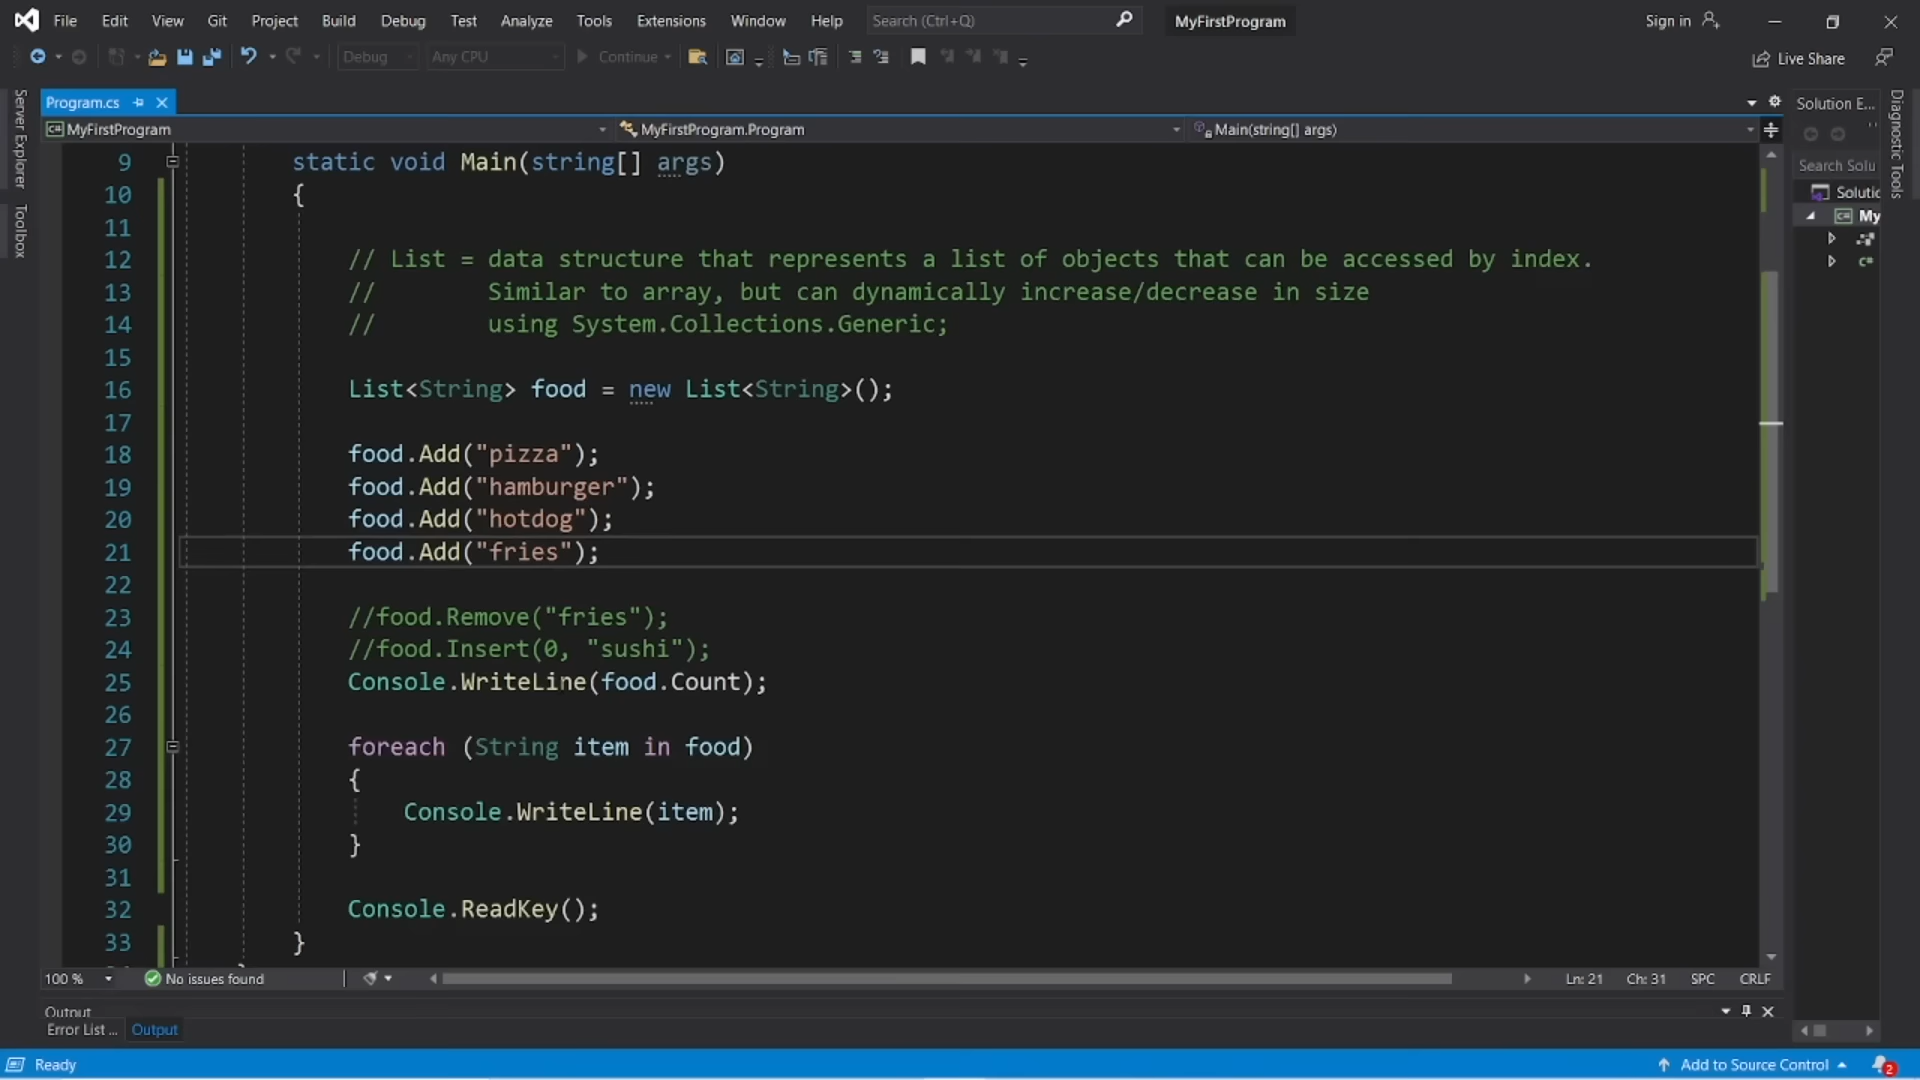 File Edit View Git Project Build Debug Test Analyze Tools Extensions Window Help Search (Ctrl+Q) MyFirstProgram Sign in
Debug Any CPU Continue Live Share
Server Explorer
Toolbox
Program.cs
MyFirstProgram MyFirstProgram.Program Main(string[] args)
9 static void Main(string[] args)
10 {
11
12 // List = data structure that represents a list of objects that can be accessed by index.
13 // Similar to array, but can dynamically increase/decrease in size
14 // using System.Collections.Generic;
15
16 List<String> food = new List<String>();
17
18 food.Add("pizza");
19 food.Add("hamburger");
20 food.Add("hotdog");
21 food.Add("fries");
22
23 //food.Remove("fries");
24 //food.Insert(0, "sushi");
25 Console.WriteLine(food.Count);
26
27 foreach (String item in food)
28 {
29 Console.WriteLine(item);
30 }
31
32 Console.ReadKey();
33 }
100 % No issues found Ln: 21 Ch: 31 SPC CRLF
Output
Error List ... Output
Solution E...
Search Solu
Solutic
My
C#
Diagnostic Tools
Ready Add to Source Control 2